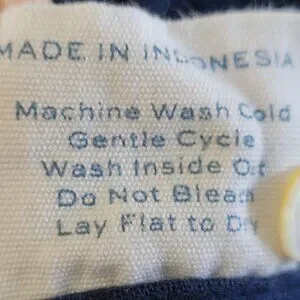 MADE IN INDONESIA
Machine Wash Cold
Gentle Cycle
Wash Inside Out
Do Not Bleach
Lay Flat to Dry